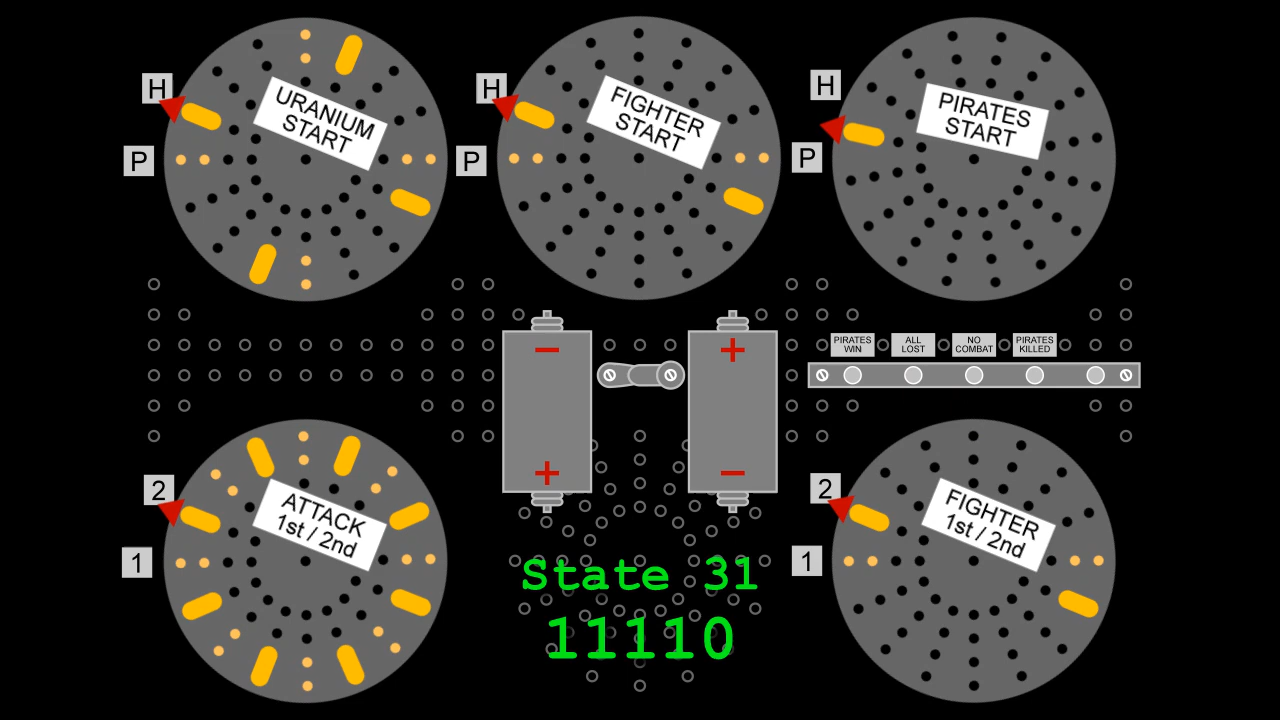 H
URANIUM
START
P
H
FIGHTER
START
P
H
PIRATES
START
P
PIRATES
WIN
ALL
LOST
NO
COMBAT
PIRATES
KILLED
−
+
+
−
2
ATTACK
1st / 2nd
1
2
FIGHTER
1st / 2nd
1
State 31
11110